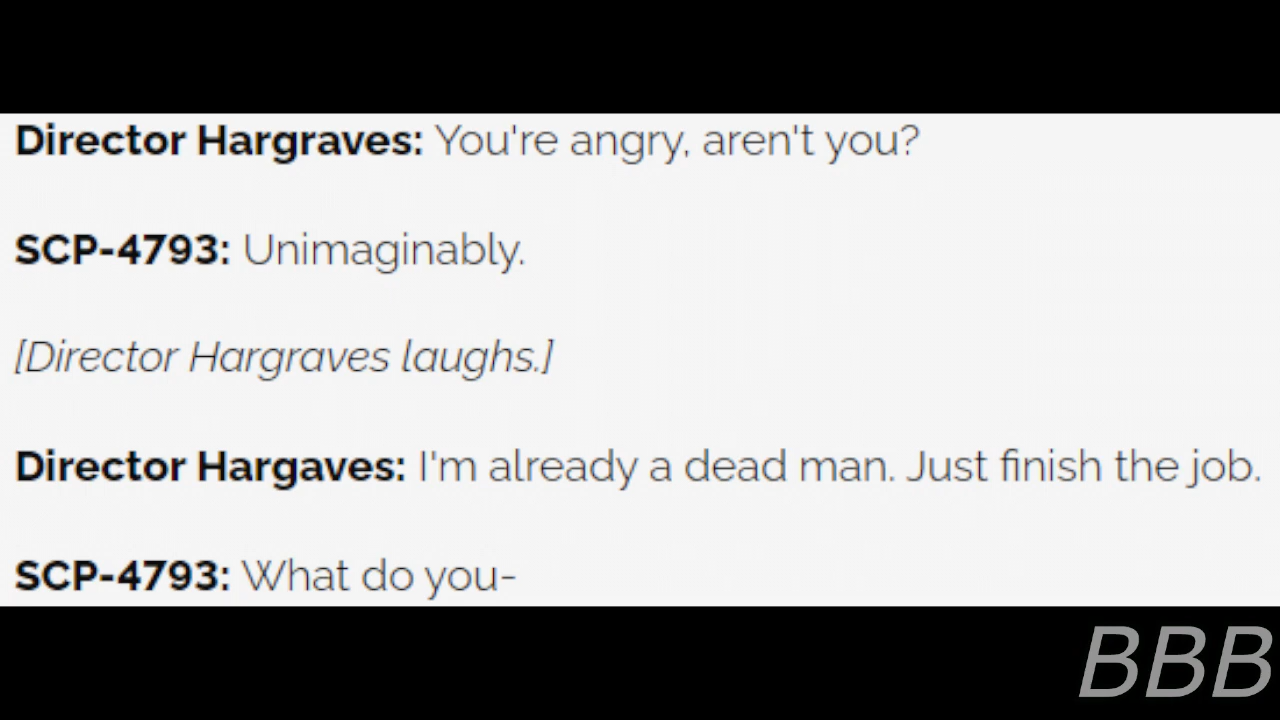 Director Hargraves: You're angry, aren't you?
SCP-4793: Unimaginably.
[Director Hargraves laughs.]
Director Hargaves: I'm already a dead man. Just finish the job.
SCP-4793: What do you-
BBB